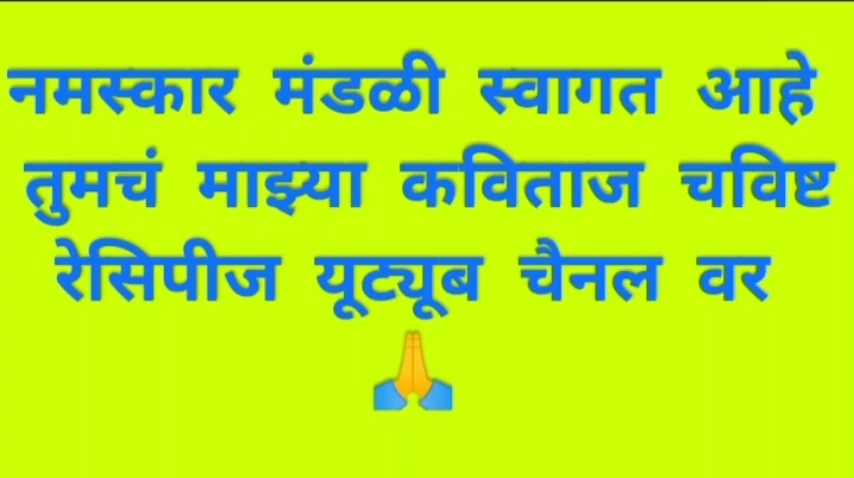 नमस्कार मंडळी स्वागत आहे
तुमचं माझ्या कविताज चविष्ट
रेसिपीज यूट्यूब चैनल वर
🙏